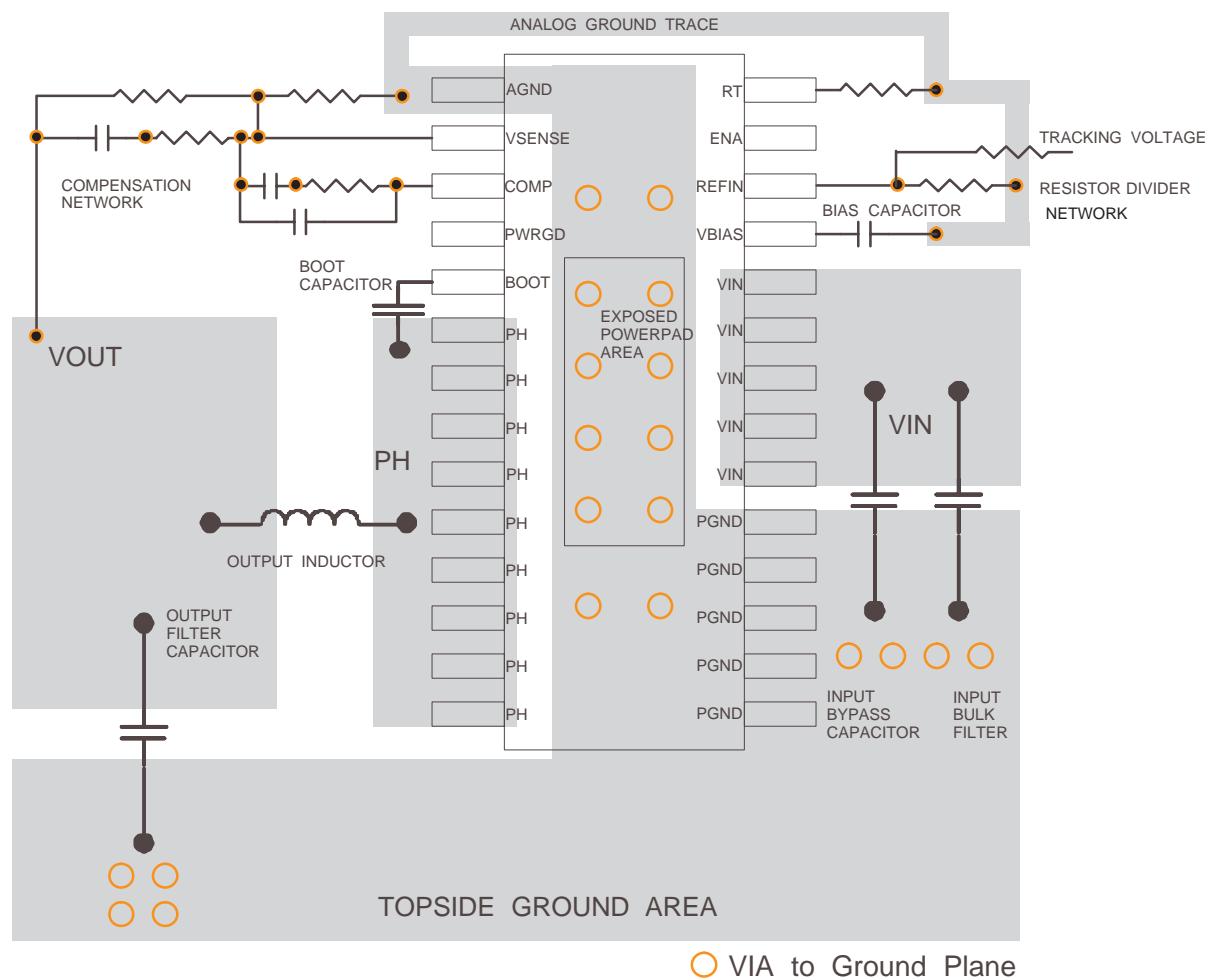 ANALOG GROUND TRACE
AGND
RT
VSENSE
ENA
TRACKING VOLTAGE
COMPENSATION
NETWORK
COMP
REFIN
RESISTOR DIVIDER
NETWORK
BIAS CAPACITOR
PWRGD
VBIAS
BOOT
CAPACITOR
BOOT
VIN
EXPOSED
POWERPAD
AREA
PH
VIN
VOUT
PH
VIN
PH
VIN
VIN
PH
PH
VIN
PH
PGND
OUTPUT INDUCTOR
PH
PGND
OUTPUT
FILTER
CAPACITOR
PH
PGND
PH
PGND
INPUT
BYPASS
CAPACITOR
INPUT
BULK
FILTER
PH
PGND
TOPSIDE GROUND AREA
VIA to Ground Plane